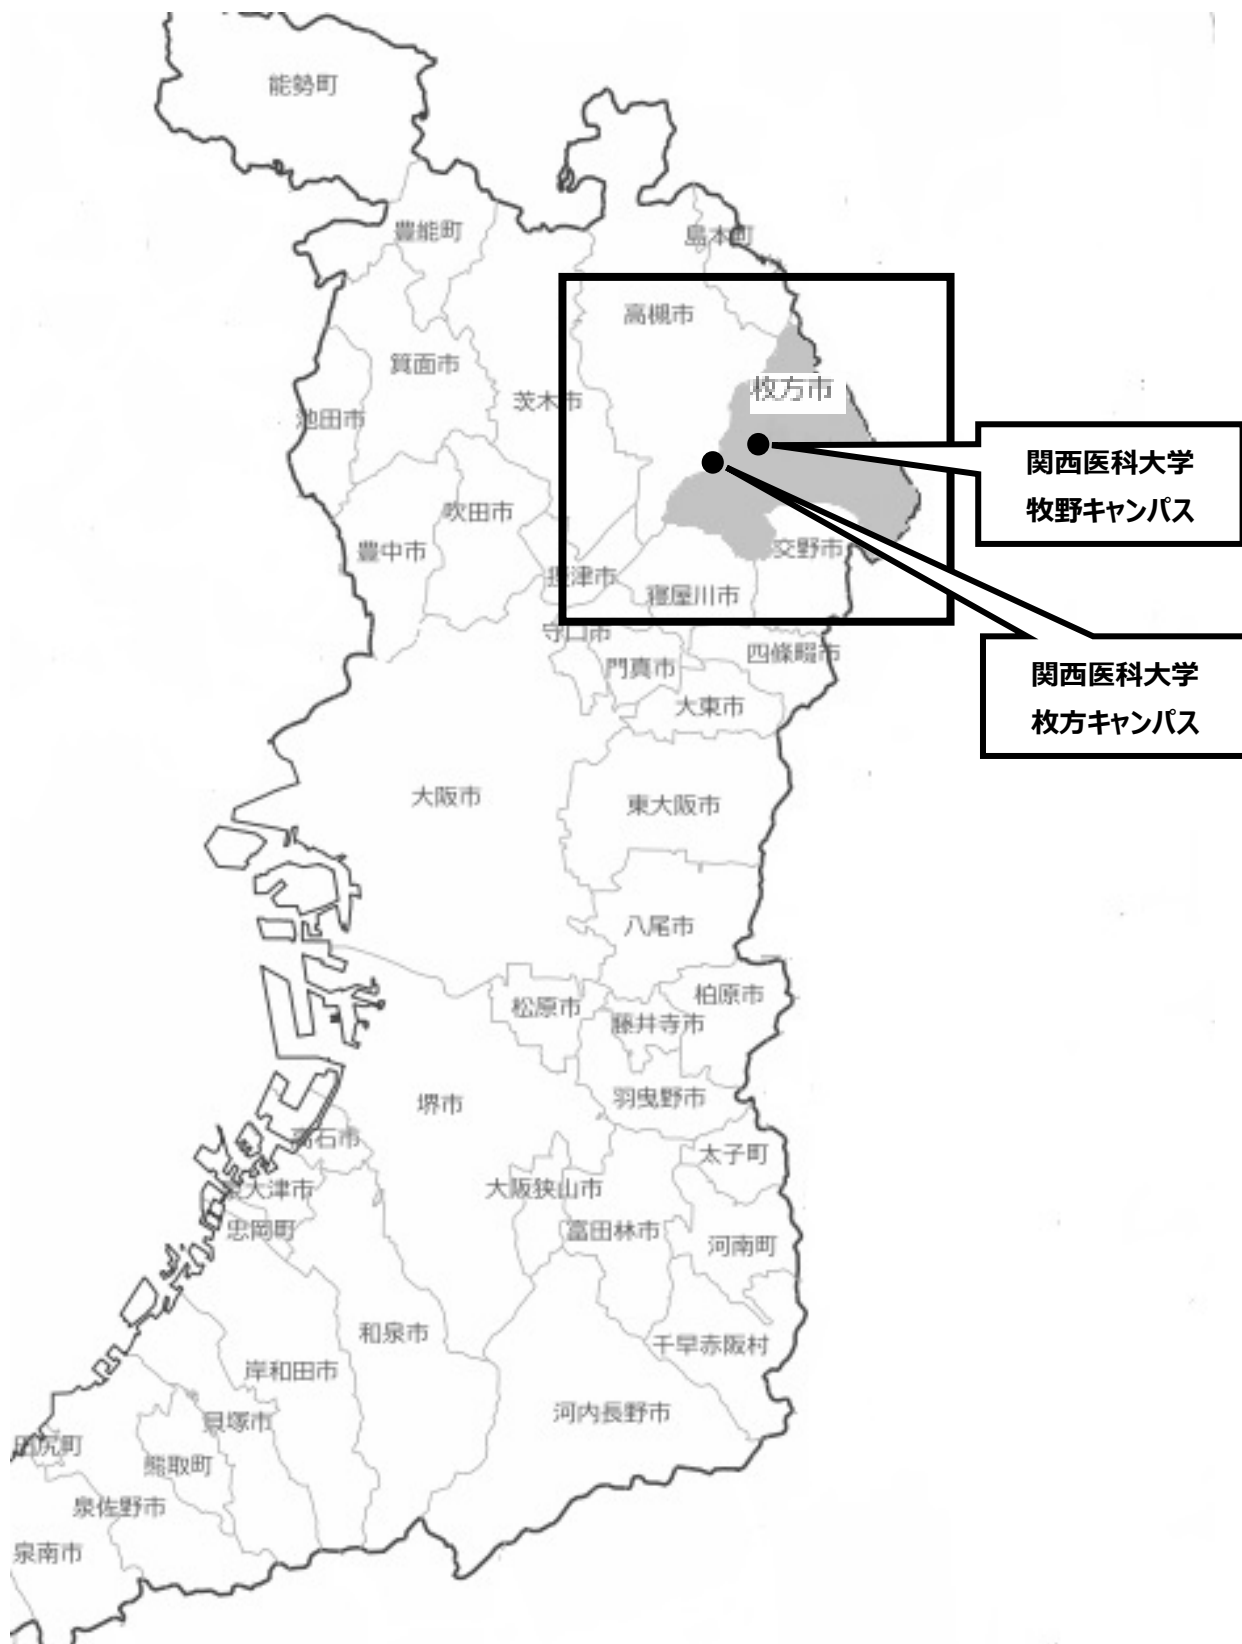 能勢町
豊能町
島本町
高槻市
箕面市
枚方市
茨木市
池田市
関西医科大学
牧野キャンパス
吹田市
豊中市
交野市
摂津市
寝屋川市
守口市
四條畷市
門真市
関西医科大学
枚方キャンパス
大東市
大阪市
東大阪市
八尾市
柏原市
松原市
藤井寺市
羽曳野市
堺市
高石市
太子町
大阪狭山市
泉大津市
忠岡町
富田林市
河南町
和泉市
千早赤阪村
岸和田市
河内長野市
貝塚市
田尻町
熊取町
泉佐野市
泉南市